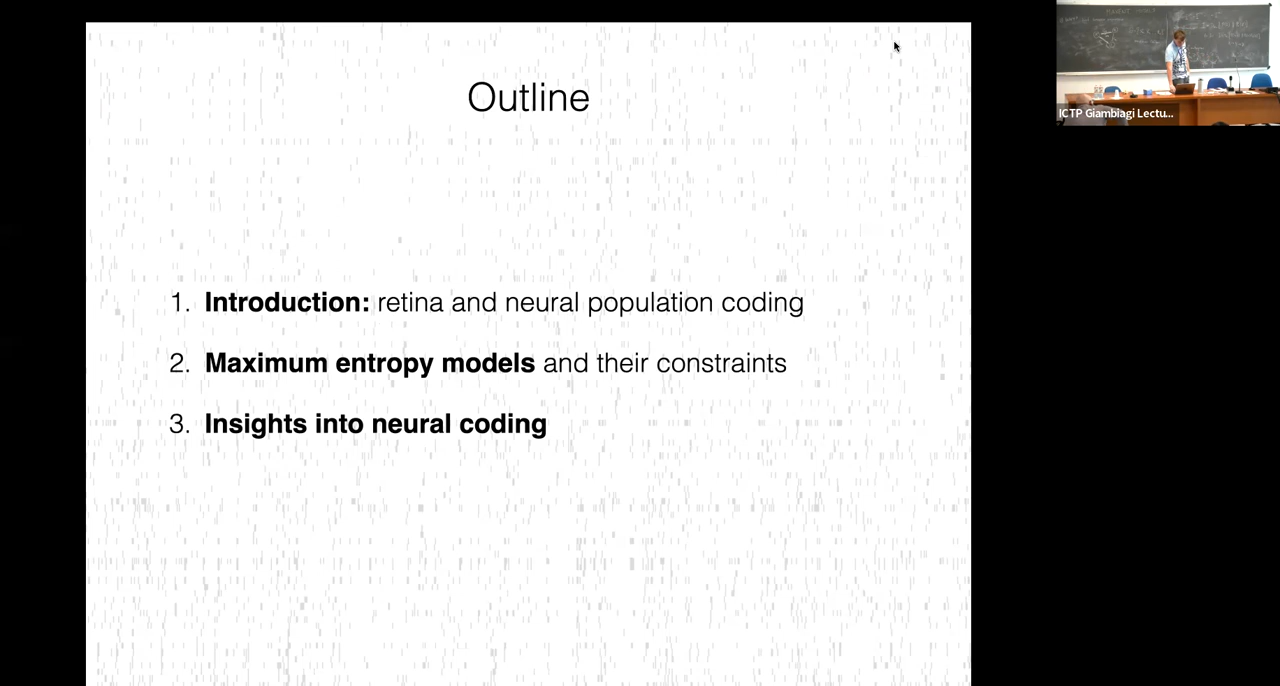 Outline
1. Introduction: retina and neural population coding
2. Maximum entropy models and their constraints
3. Insights into neural coding
ICTP Giambiagi Lectu...